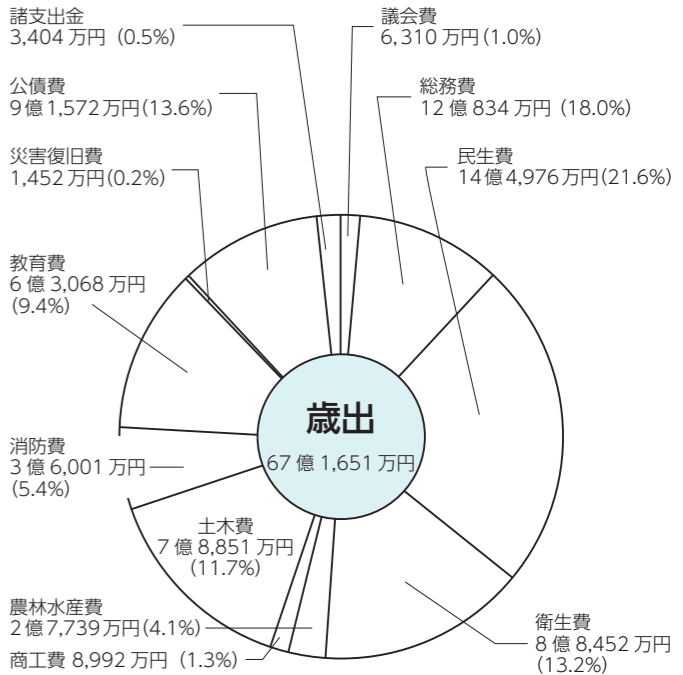 諸支出金
3,404 万円 (0.5%)
議会費
6,310 万円(1.0%)
公債費
9億 1,572 万円(13.6%)
総務費
12 億 834 万円 (18.0%)
災害復旧費
1,452 万円(0.2%)
民生費
14億 4,976万円(21.6%)
教育費
6 億 3,068 万円
(9.4%)
歳出
67 億 1,651 万円
消防費
3 億 6,001 万円
(5.4%)
土木費
7 億 8,851 万円
(11.7%)
農林水産費
2 億 7,739 万円(4.1%)
商工費 8,992 万円 (1.3%)
衛生費
8 億 8,452 万円
(13.2%)